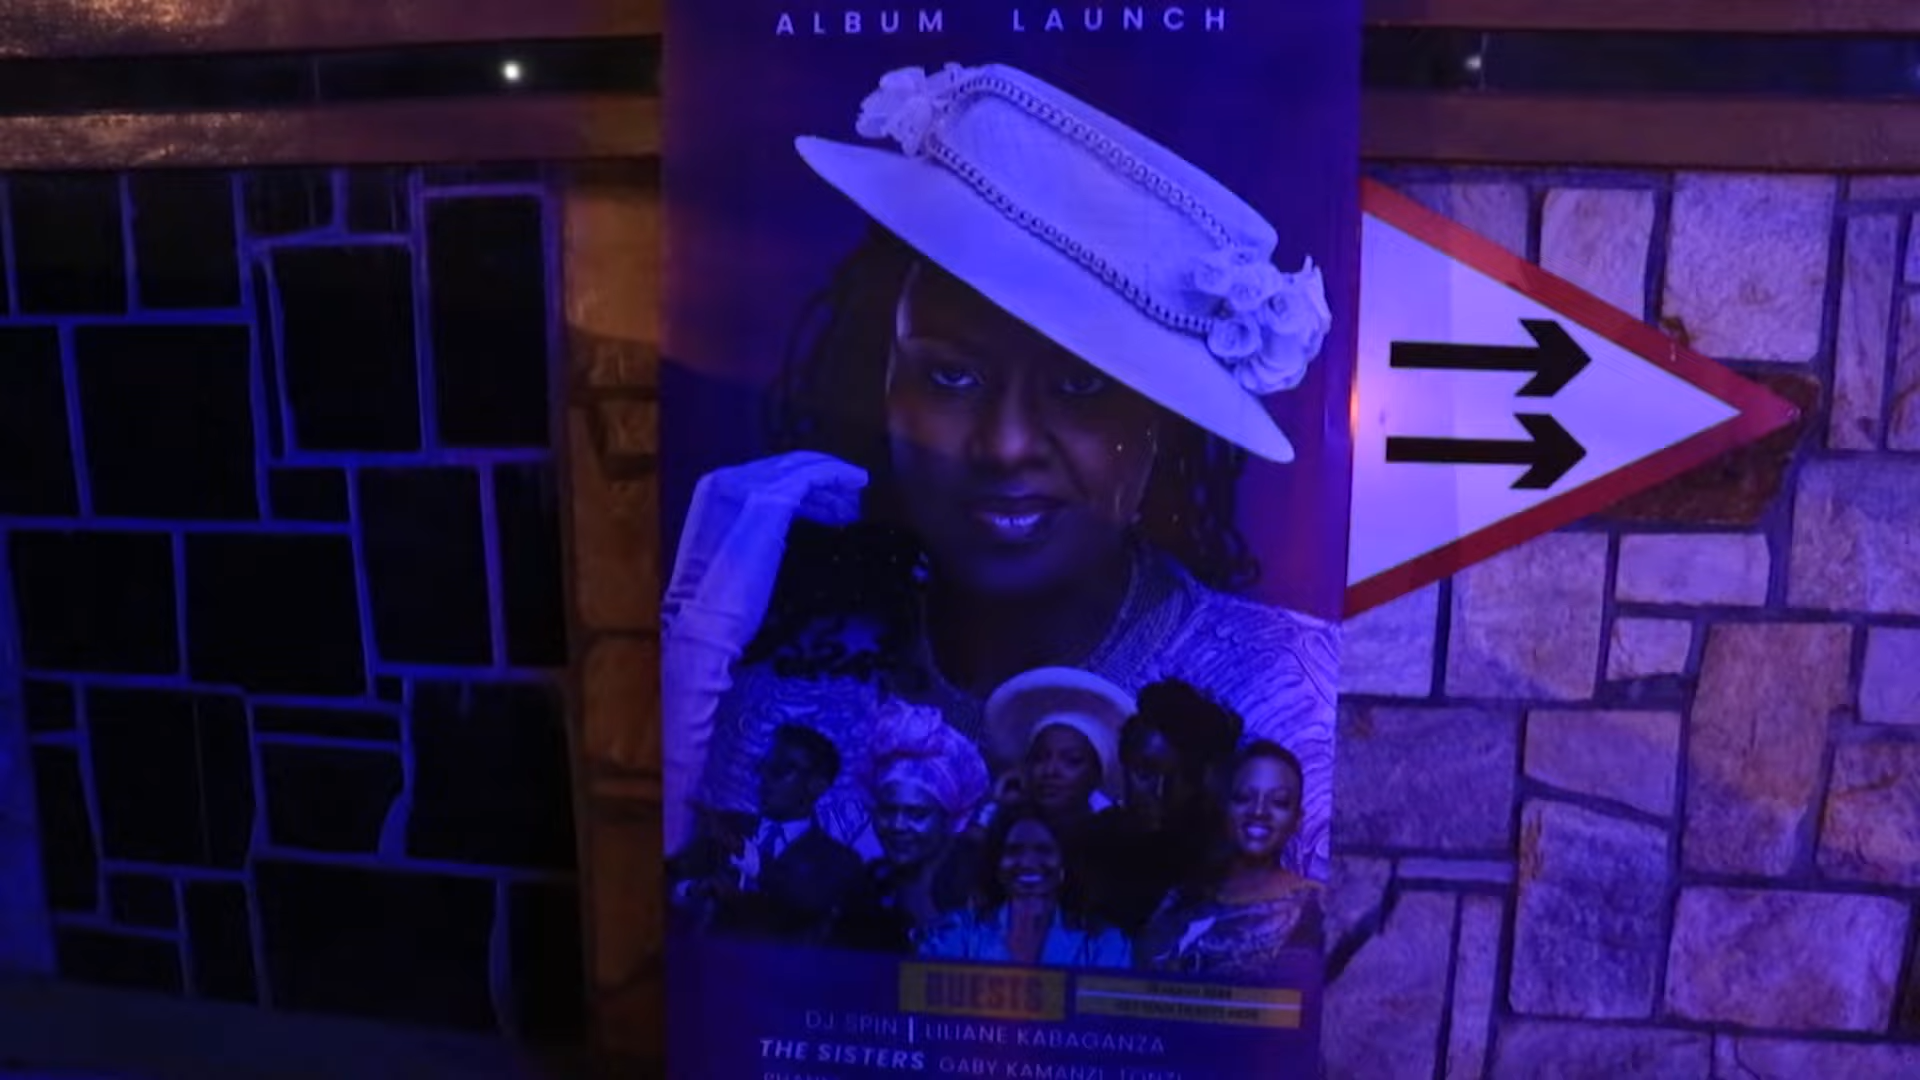 ALBUM LAUNCH
GUESTS
DJ SPIN | LILIANE KABAGANZA
THE SISTERS GABY KAMANZI, TONZI